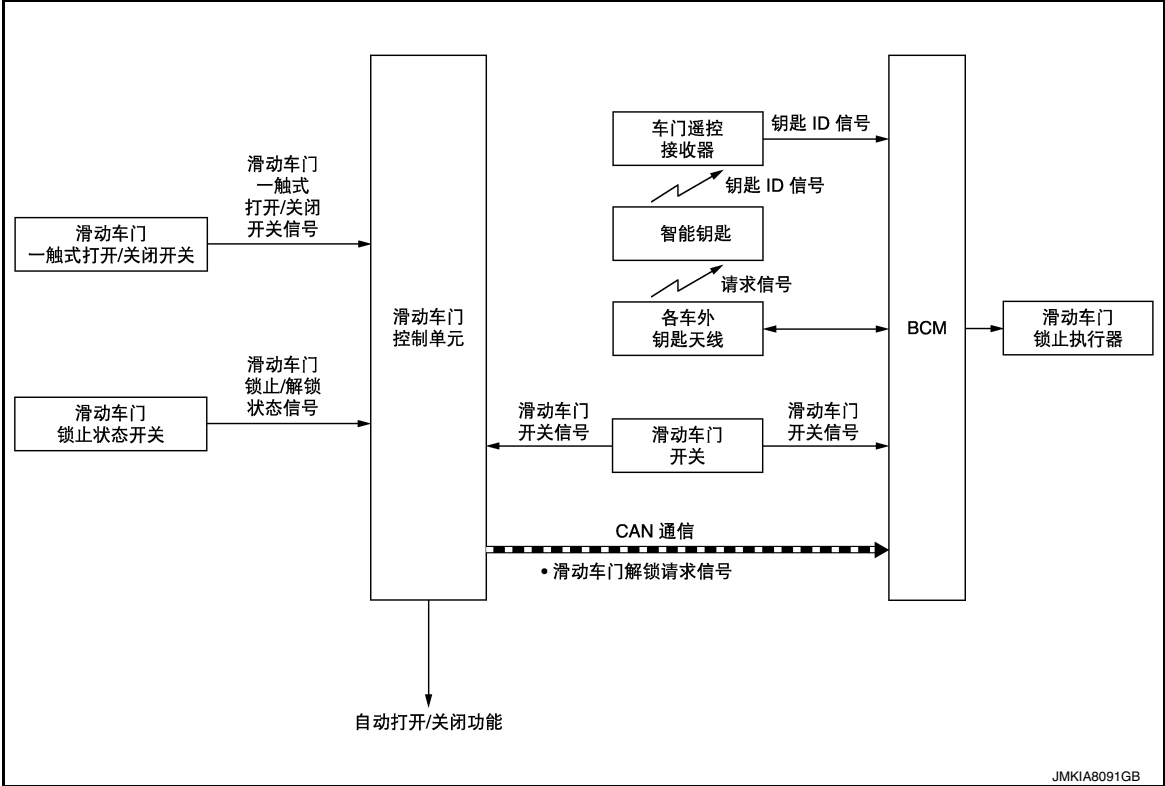 滑动车门
一触式
打开/关闭
开关信号
滑动车门
一触式打开/关闭开关
滑动车门
锁止/解锁
状态信号
滑动车门
锁止状态开关
滑动车门
控制单元
车门遥控
接收器
钥匙 ID 信号
钥匙 ID 信号
智能钥匙
请求信号
各车外
钥匙天线
滑动车门
开关信号
滑动车门
开关
滑动车门
开关信号
BCM
滑动车门
锁止执行器
CAN 通信
• 滑动车门解锁请求信号
自动打开/关闭功能
JMKIA8091GB